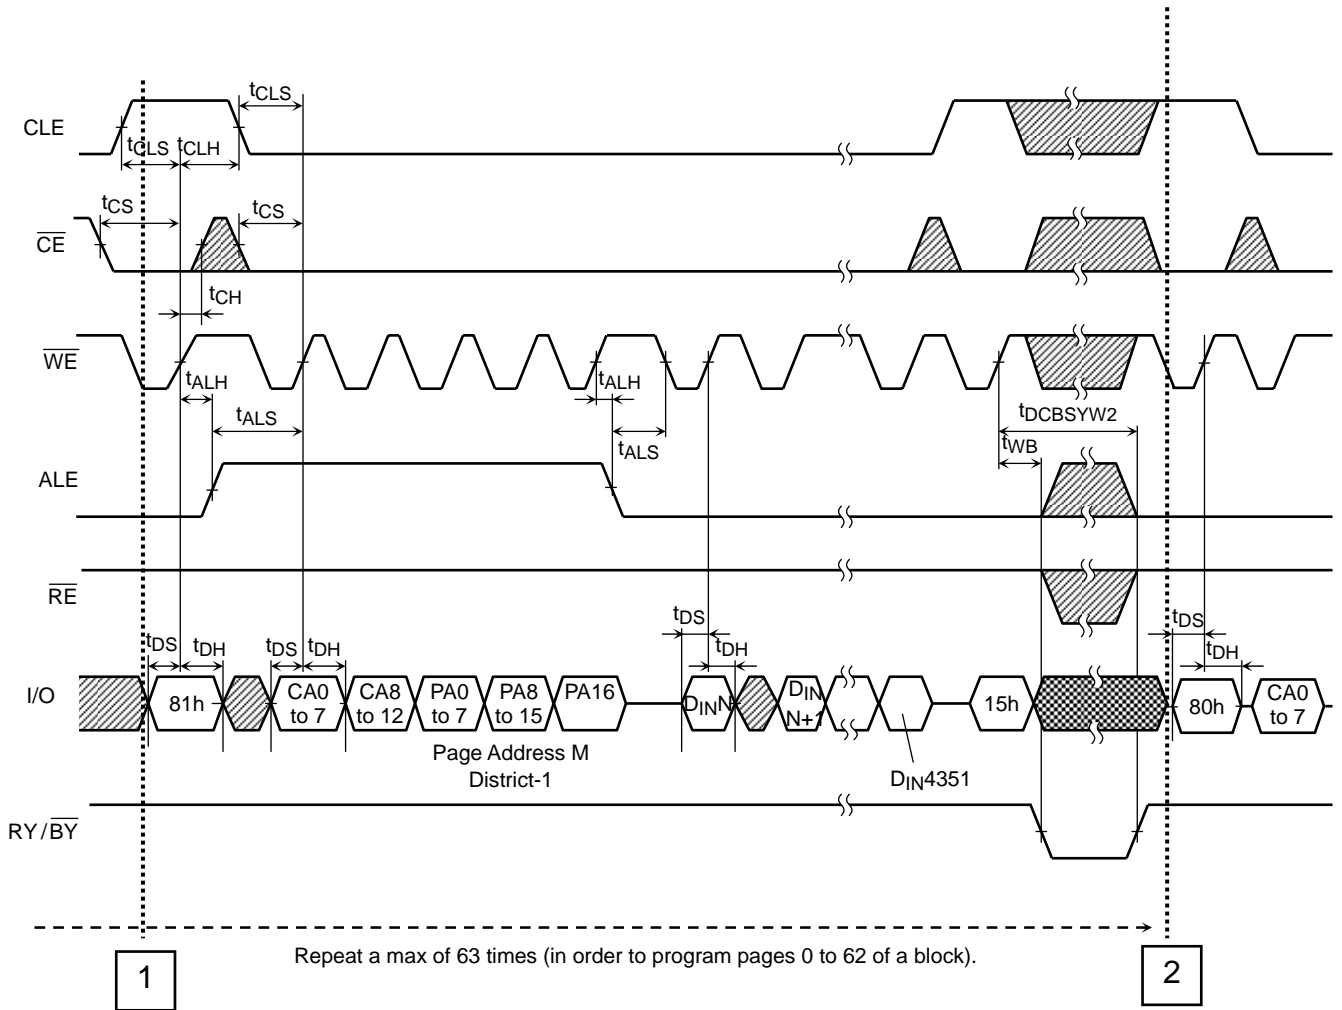 tCLS
CLE
tCLS tCLH
tCS tCS
CE
tCH
WE
tALH tALH
tALS tDCBSYW2
tALS tWB
ALE
RE
tDS tDH tDS tDH tDS tDH tDS tDH
I/O
81h
CA0 to 7
CA8 to 12
PA0 to 7
PA8 to 15
PA16
DINN
DIN N+1
15h
80h
CA0 to 7
Page Address M
District-1
DIN4351
RY/BY
Repeat a max of 63 times (in order to program pages 0 to 62 of a block).
1
2